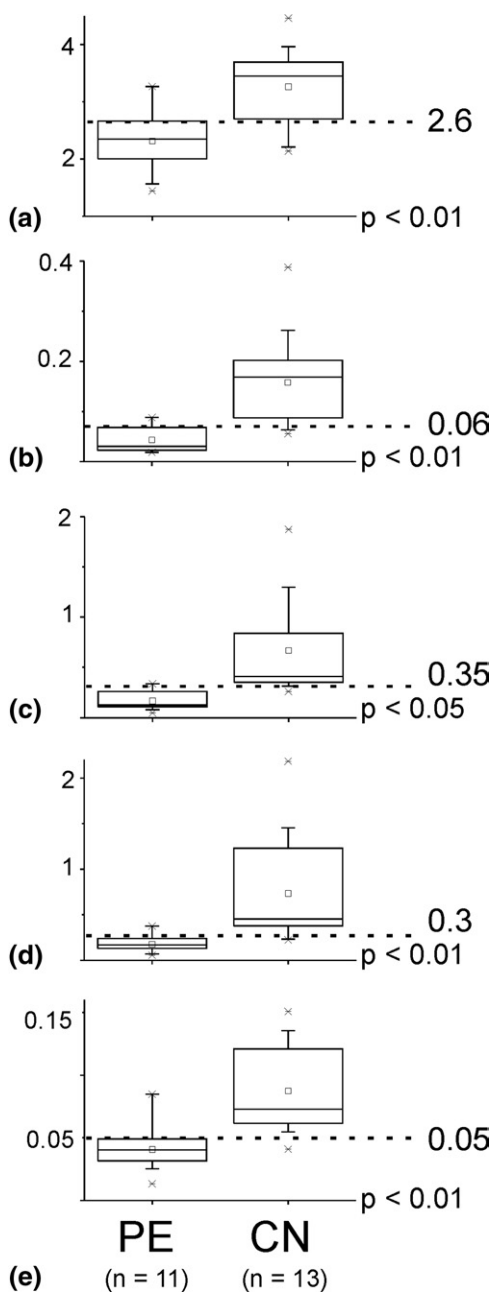 4
2.6
2
(a)
p < 0.01
0.4
0.2
0.06
(b)
p < 0.01
2
1
0.35
(c)
p < 0.05
2
1
0.3
(d)
p < 0.01
0.15
0.05
0.05
p < 0.01
PE
CN
(e)
(n = 11)
(n = 13)